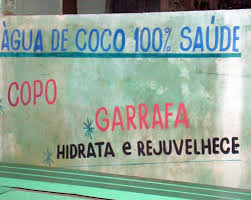 ÁGUA DE COCO 100% SAÚDE
COPO
GARRAFA
HIDRATA e REJUVELHECE